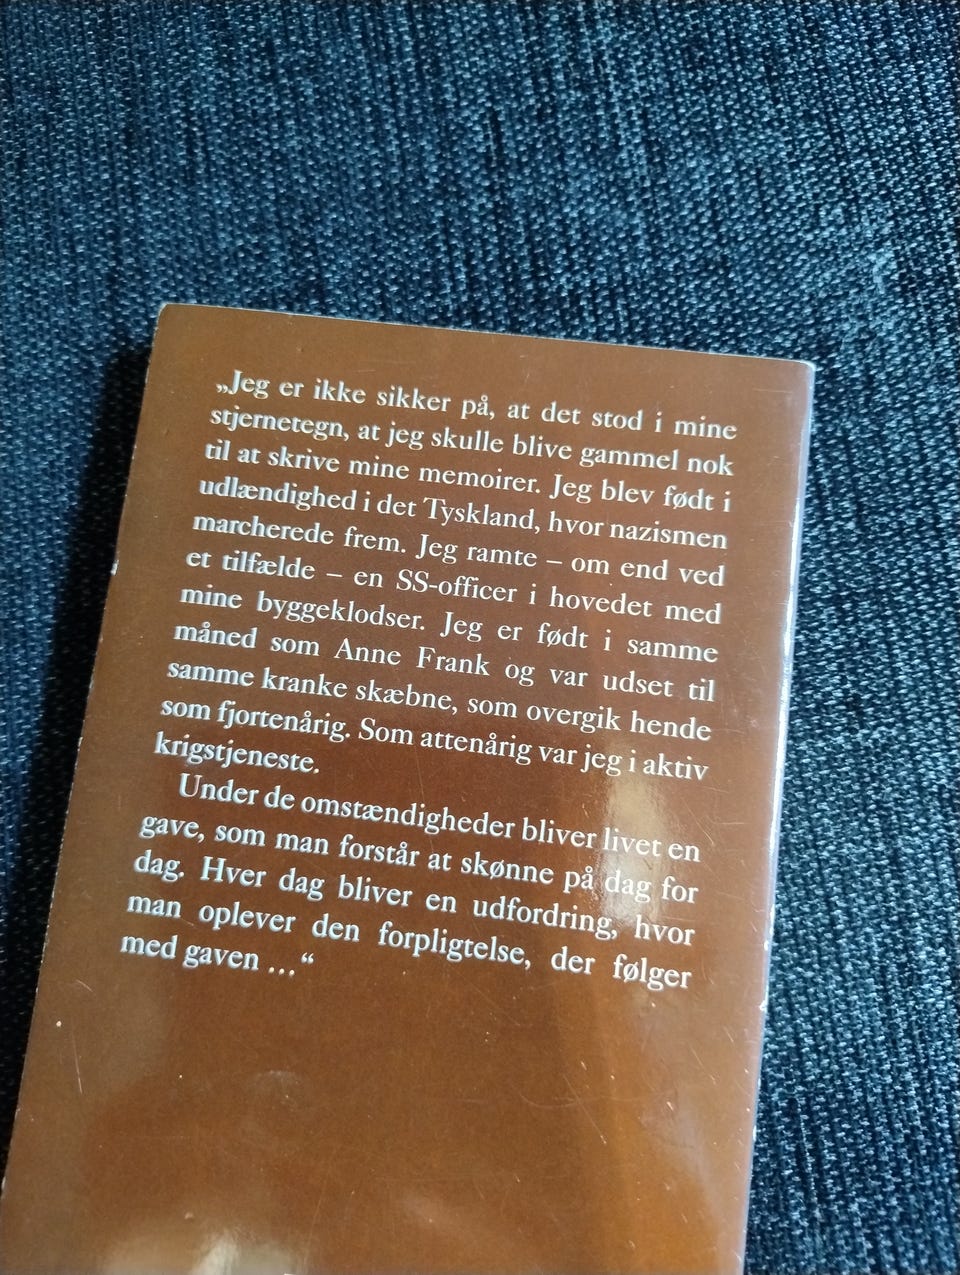 „Jeg er ikke sikker på, at det stod i mine
stjernetegn, at jeg skulle blive gammel nok
til at skrive mine memoirer. Jeg blev født i
udlændighed i det Tyskland, hvor nazismen
marcherede frem. Jeg ramte – om end ved
et tilfælde – en SS-officer i hovedet med
mine byggeklodser. Jeg er født i samme
måned som Anne Frank og var udset til
samme kranke skæbne, som overgik hende
som fjortenårig. Som attenårig var jeg i aktiv
krigstjeneste.
Under de omstændigheder bliver livet en
gave, som man forstår at skønne på dag for
dag. Hver dag bliver en udfordring, hvor
man oplever den forpligtelse, der følger
med gaven ...“